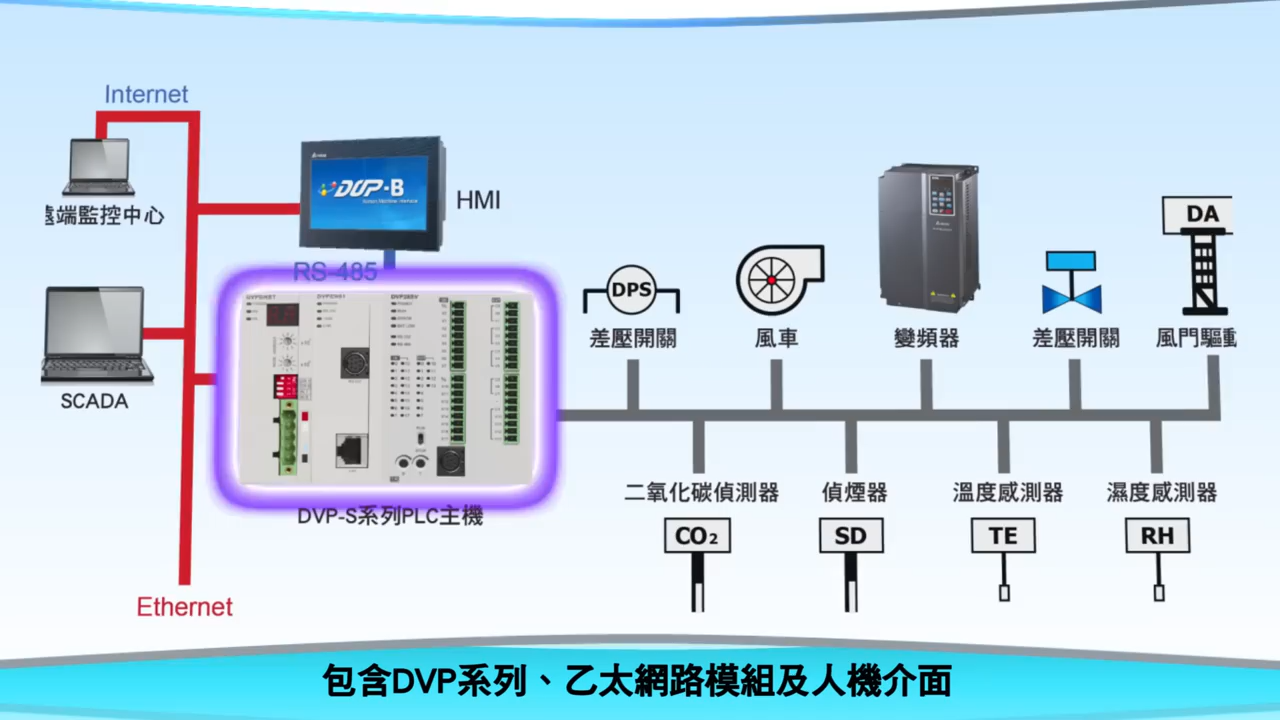 Internet
遠端監控中心
DVP-B
HMI
RS-485
SCADA
DVP-S系列PLC主機
Ethernet
DPS
差壓開關
風車
變頻器
差壓開關
DA
風門驅動
二氧化碳偵測器
偵煙器
溫度感測器
濕度感測器
CO₂
SD
TE
RH
包含DVP系列、乙太網路模組及人機介面